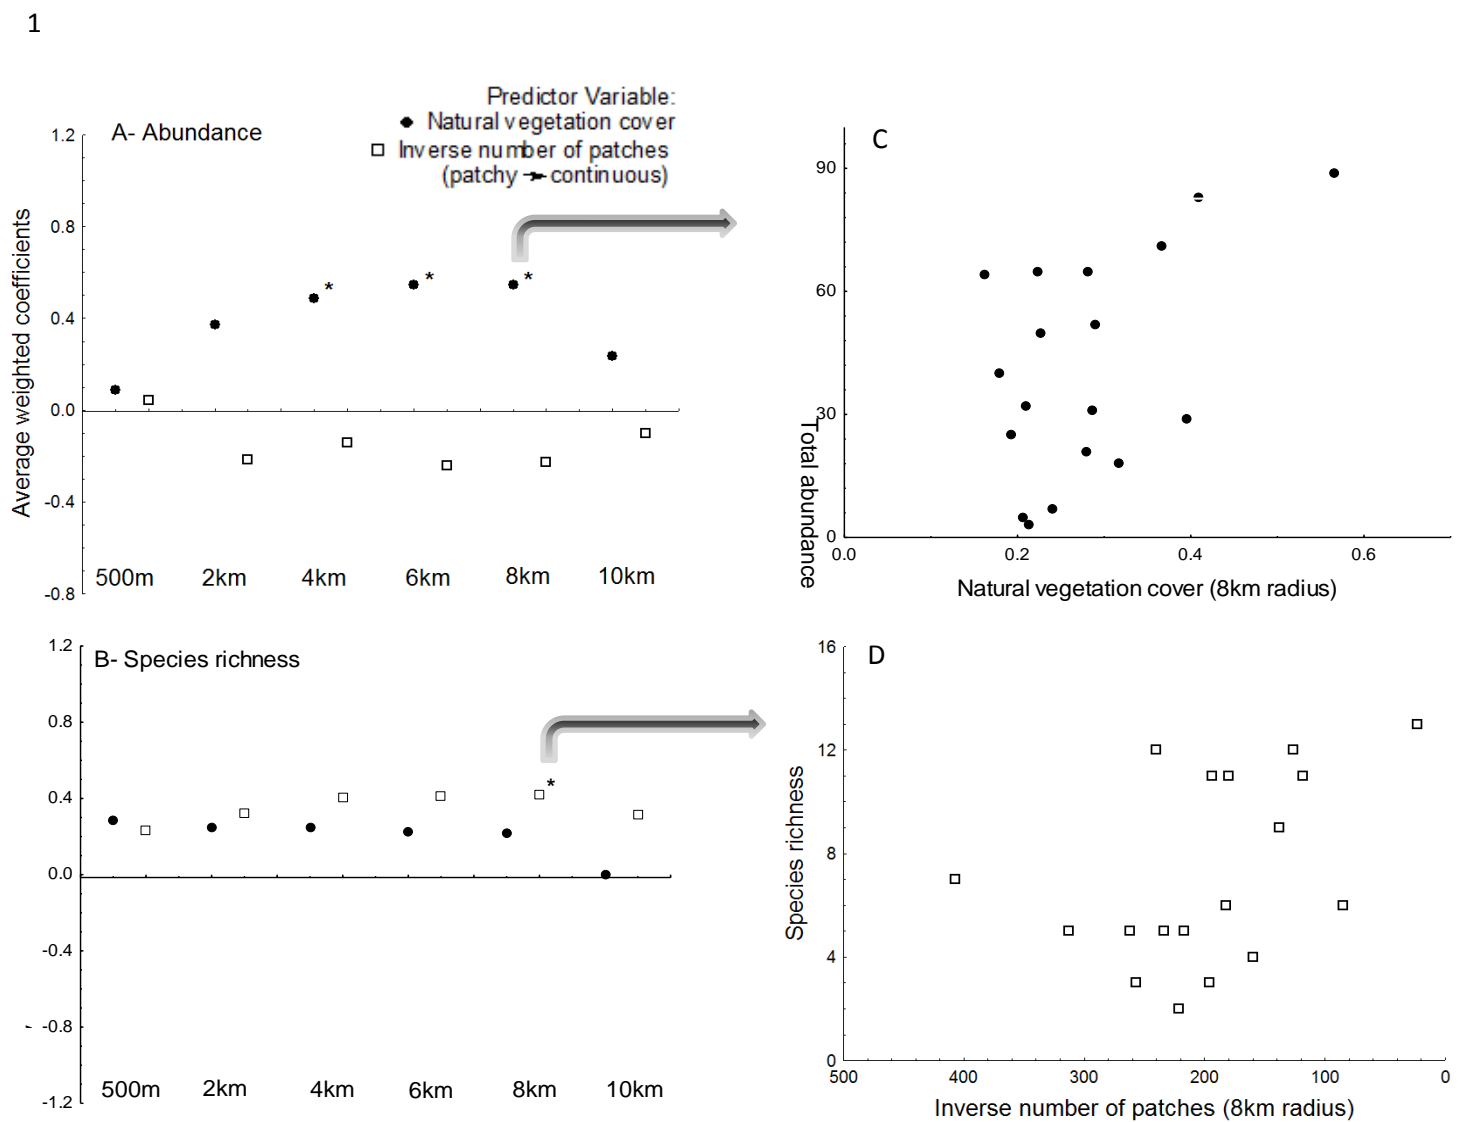 1
Predictor Variable:
Natural vegetation cover
Inverse number of patches
(patchy → continuous)
A- Abundance
1.2
0.8
0.4
0.0
-0.4
-0.8
Average weighted coefficients
* * *
500m 2km 4km 6km 8km 10km
C
90
60
30
0
Total abundance
0.0 0.2 0.4 0.6
Natural vegetation cover (8km radius)
B- Species richness
1.2
0.8
0.4
0.0
-0.4
-0.8
-1.2
*
500m 2km 4km 6km 8km 10km
D
16
12
8
4
0
Species richness
500 400 300 200 100 0
Inverse number of patches (8km radius)